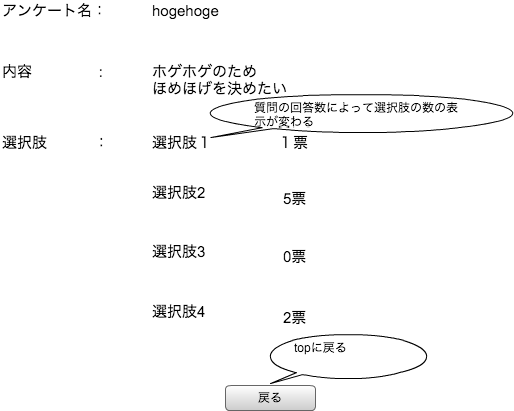 アンケート名： hogehoge
内容 ： ホゲホゲのため
ほめほげを決めたい
質問の回答数によって選択肢の数の表
示が変わる
選択肢 ： 選択肢１ １票
選択肢2 5票
選択肢3 0票
選択肢4 2票
topに戻る
戻る